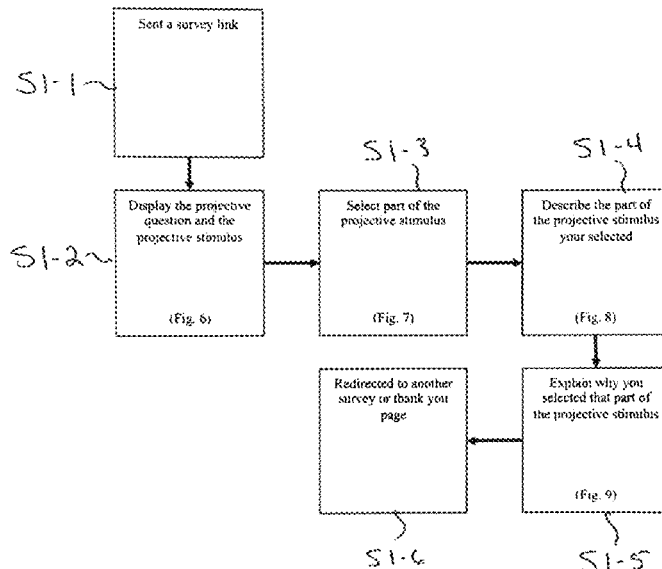 Sent a survey link
S1-1
S1-3
S1-4
Display the projective
question and the
projective stimulus
(Fig. 6)
S1-2
Select part of the
projective stimulus
(Fig. 7)
Describe the part of
the projective stimulus
your selected
(Fig. 8)
Redirected to another
survey or thank you
page
Explain why you
selected that part of
the projective stimulus
(Fig. 9)
S1-6
S1-5